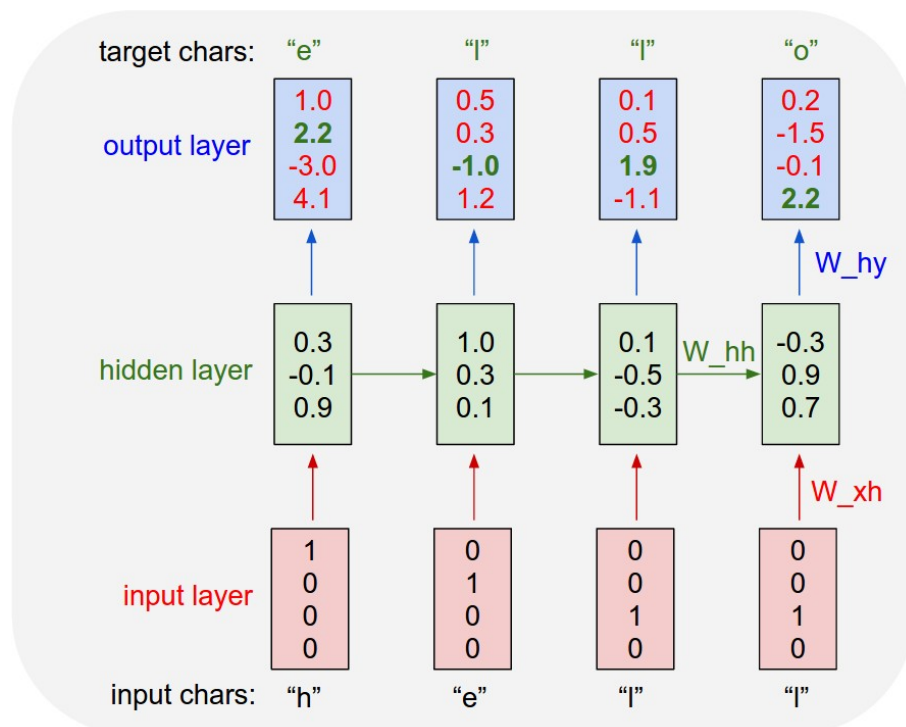 target chars: “e” “l” “l” “o”
output layer
1.0 0.5 0.1 0.2
2.2 0.3 0.5 -1.5
-3.0 -1.0 1.9 -0.1
4.1 1.2 -1.1 2.2
W_hy
hidden layer
0.3 1.0 0.1 -0.3
-0.1 0.3 -0.5 0.9
0.9 0.1 -0.3 0.7
W_hh
W_xh
input layer
1 0 0 0
0 1 0 0
0 0 1 1
0 0 0 0
input chars: “h” “e” “l” “l”